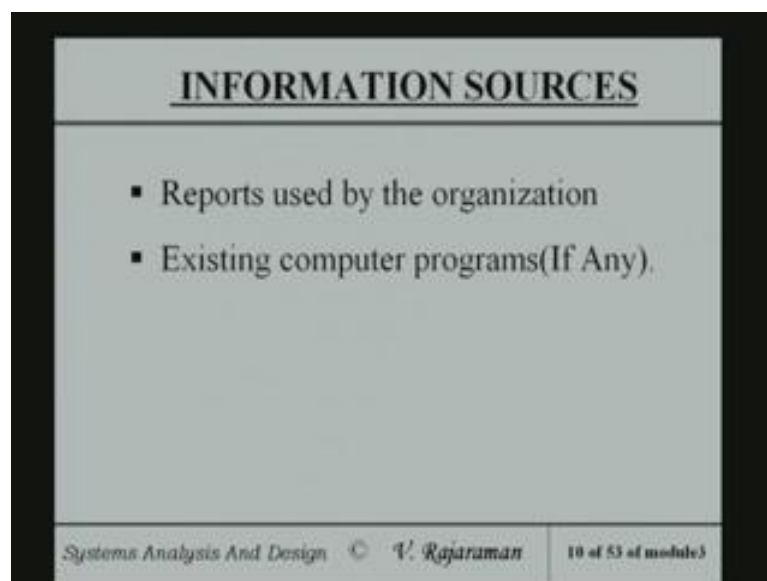 INFORMATION SOURCES
▪ Reports used by the organization
▪ Existing computer programs(If Any).
Systems Analysis And Design © V. Rajaraman 10 of 53 of module3